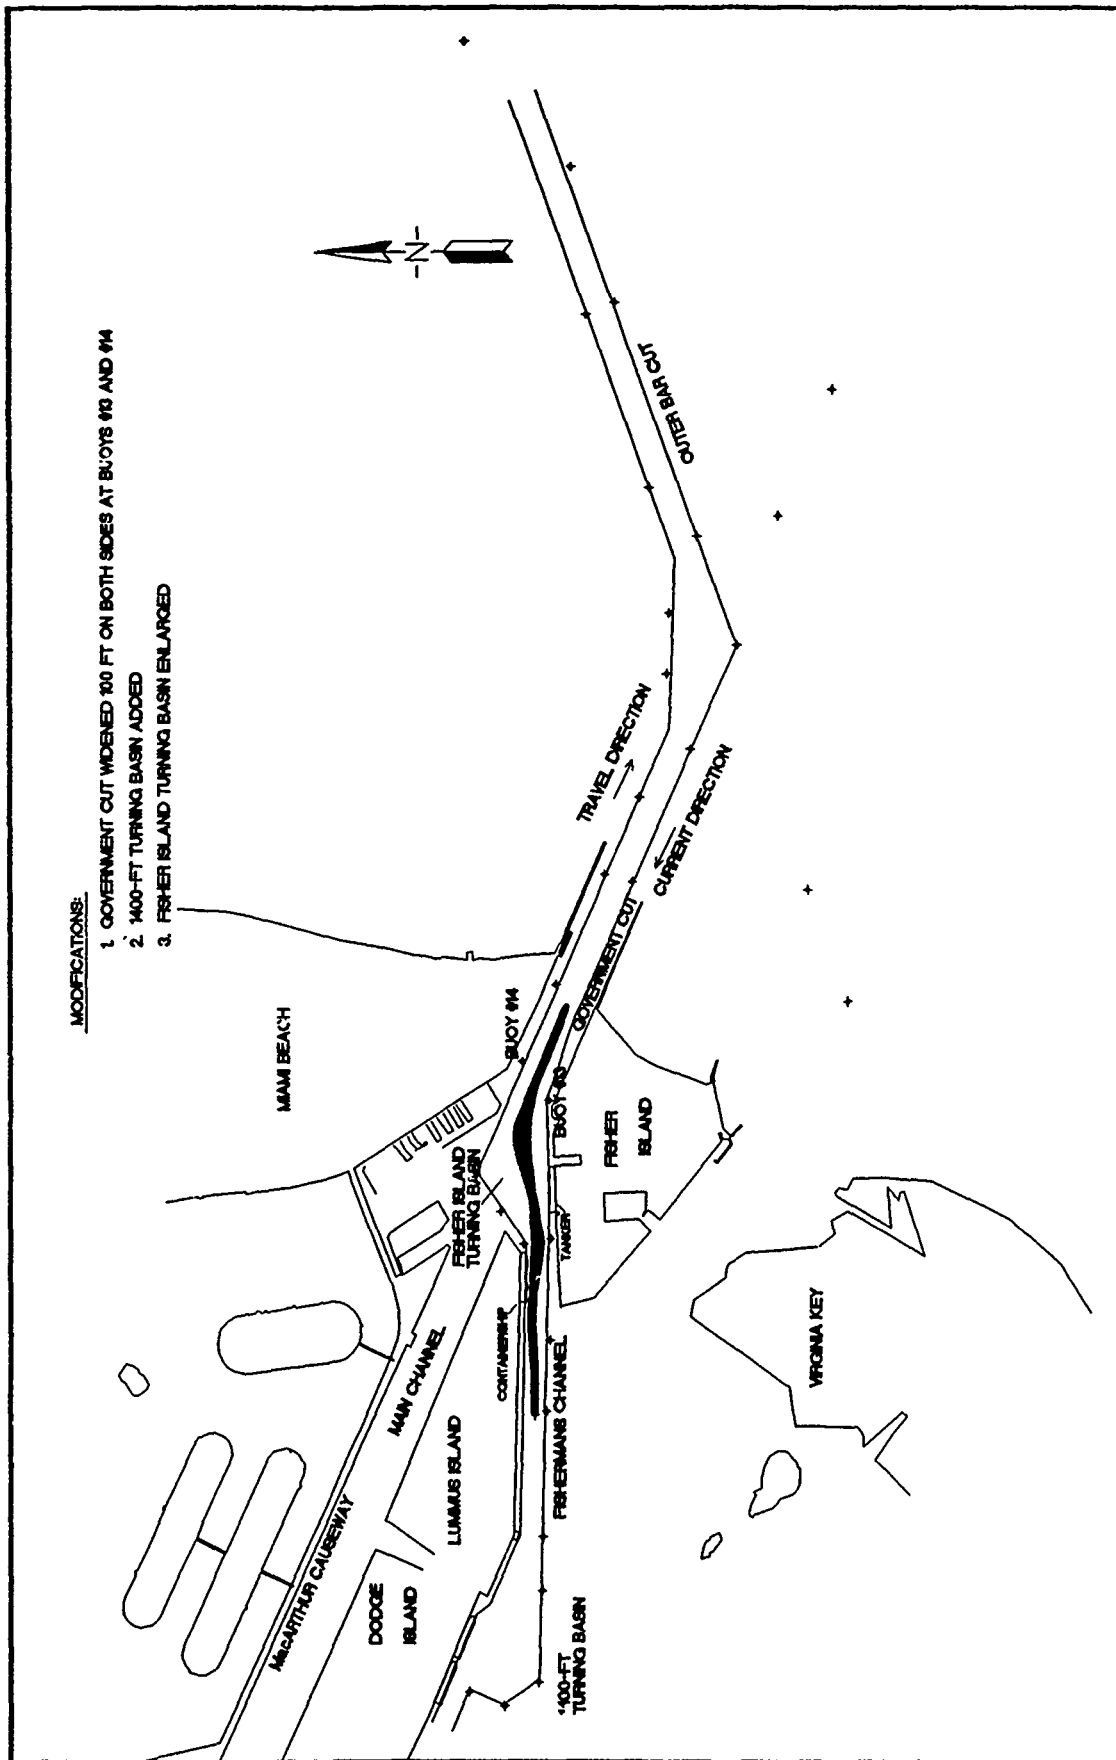 MODIFICATIONS:
1. GOVERNMENT CUT WIDENED 100 FT ON BOTH SIDES AT BUOYS #13 AND #14
2. 1400-FT TURNING BASIN ADDED
3. FISHER ISLAND TURNING BASIN ENLARGED
N
MIAMI BEACH
BUOY #14
FISHER ISLAND
TURNING BASIN
MAIN CHANNEL
MacARTHUR CAUSEWAY
LUMMUS ISLAND
DODGE
ISLAND
CONTAINERSHIP
TANKER
FISHERMANS CHANNEL
1400-FT
TURNING BASIN
BUOY #13
GOVERNMENT CUT
FISHER
ISLAND
VIRGINIA KEY
TRAVEL DIRECTION
CURRENT DIRECTION
OUTER BAR CUT